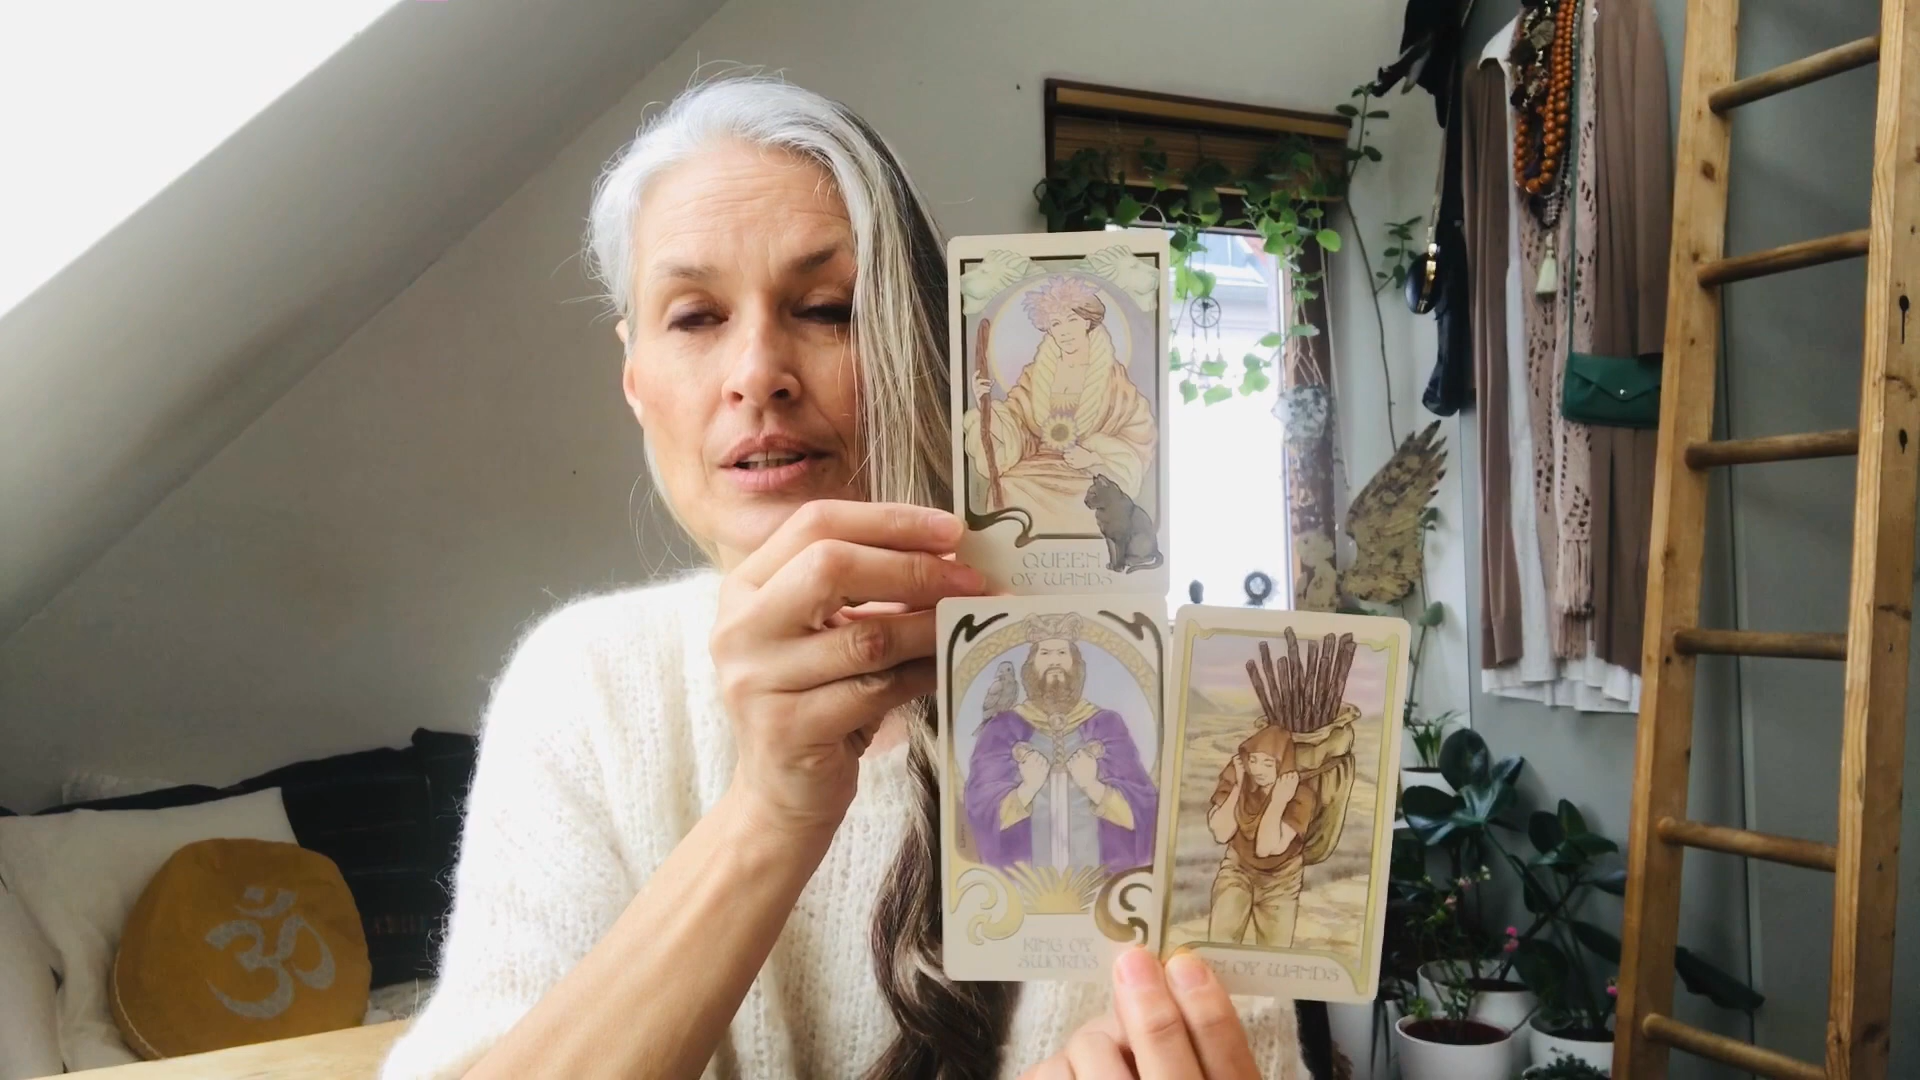 QUEEN
OF WANDS
KING OF
SWORDS
OF WANDS
ॐ